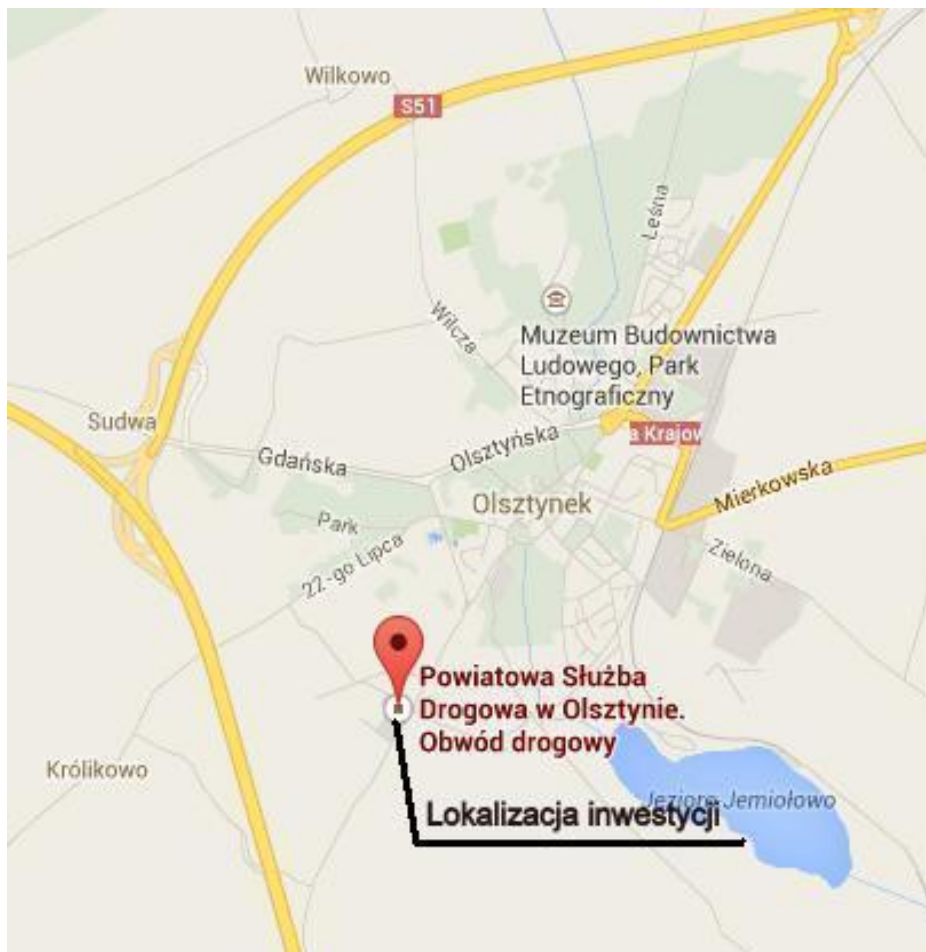 Wilkowo
S51
Leśna
Wilcza
Muzeum Budownictwa
Ludowego, Park
Etnograficzny
Sudwa
Gdańska
Olsztyńska
a Krajow
Olsztynek
Mierkowska
Park
22-go Lipca
Zielona
Powiatowa Służba
Drogowa w Olsztynie.
Obwód drogowy
Królikowo
Jezioro Jemiołowo
Lokalizacja inwestycji